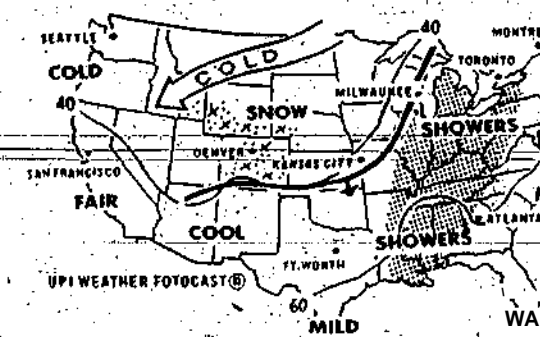 40
MONTRE
SEATTLE
TORONTO
COLD
COLD
MILWAUKEE
40
SNOW
SHOWERS
DENVER
KANSAS CITY
SAN FRANCISCO
FAIR
ATLANTA
COOL
SHOWERS
FT. WORTH
UPI WEATHER FOTOCAST ®
60
WA
MILD